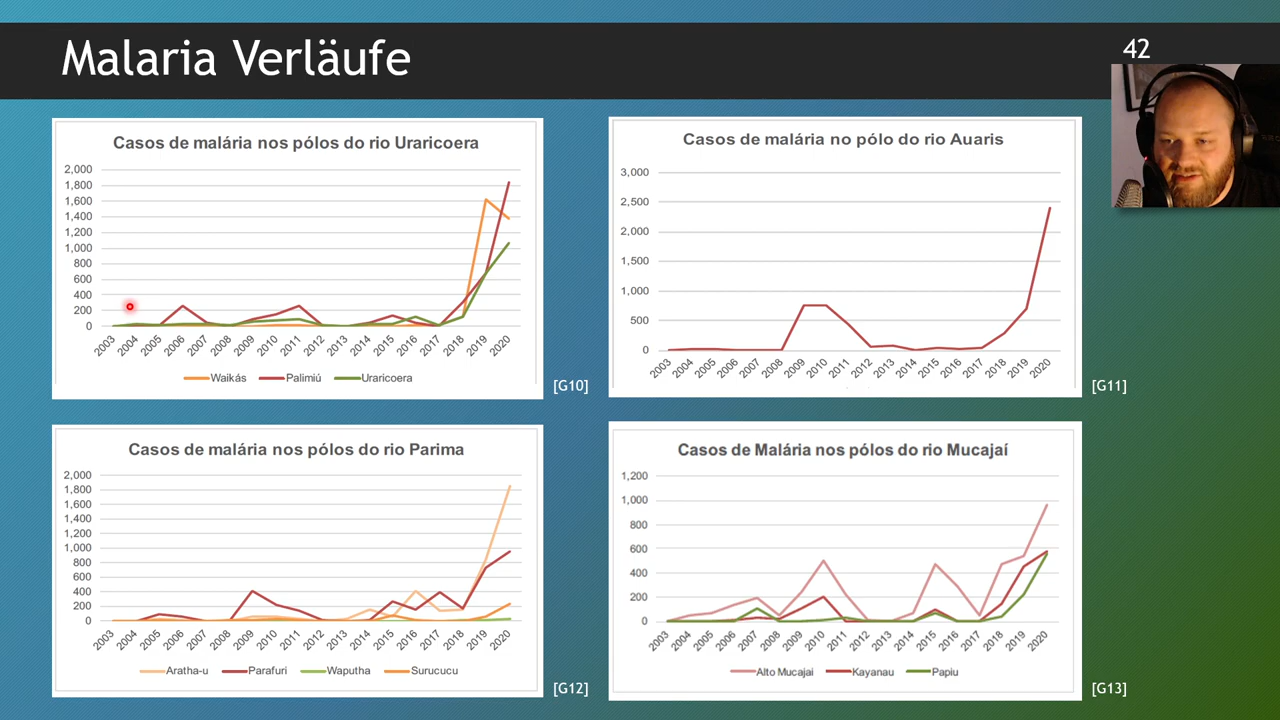 Malaria Verläufe
42
Casos de malária nos pólos do rio Uraricoera
2,000
1,800
1,600
1,400
1,200
1,000
800
600
400
200
0
2003 2004 2005 2006 2007 2008 2009 2010 2011 2012 2013 2014 2015 2016 2017 2018 2019 2020
Waikás Palimiú Uraricoera
[G10]
Casos de malária no pólo do rio Auaris
3,000
2,500
2,000
1,500
1,000
500
0
2003 2004 2005 2006 2007 2008 2009 2010 2011 2012 2013 2014 2015 2016 2017 2018 2019 2020
[G11]
Casos de malária nos pólos do rio Parima
2,000
1,800
1,600
1,400
1,200
1,000
800
600
400
200
0
2003 2004 2005 2006 2007 2008 2009 2010 2011 2012 2013 2014 2015 2016 2017 2018 2019 2020
Aratha-u Parafuri Waputha Surucucu
[G12]
Casos de Malária nos pólos do rio Mucajaí
1,200
1,000
800
600
400
200
0
2003 2004 2005 2006 2007 2008 2009 2010 2011 2012 2013 2014 2015 2016 2017 2018 2019 2020
Alto Mucajai Kayanau Papiu
[G13]